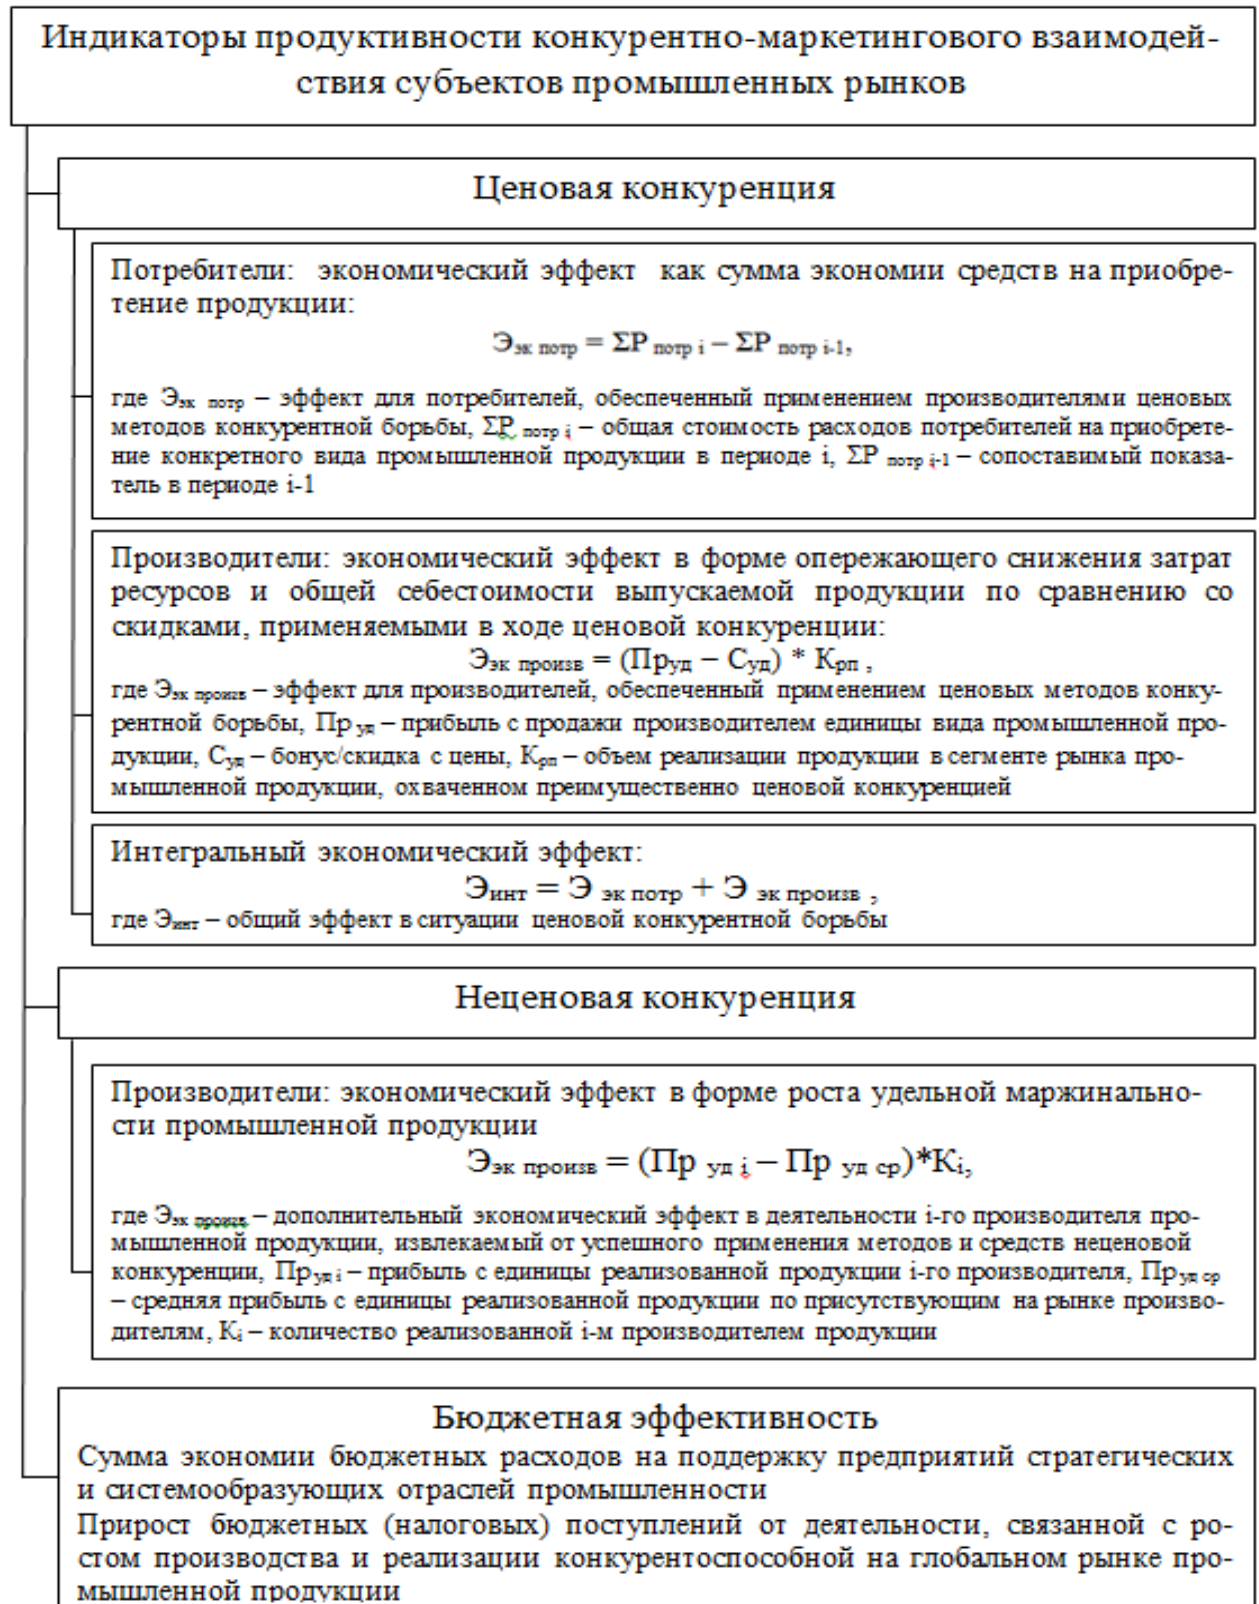 Индикаторы продуктивности конкурентно-маркетингового взаимодей-
ствия субъектов промышленных рынков
Ценовая конкуренция
Потребители: экономический эффект как сумма экономии средств на приобре-
тение продукции:
Ээк потр = ΣР потр i – ΣР потр i-1,
где Ээк потр – эффект для потребителей, обеспеченный применением производителями ценовых
методов конкурентной борьбы, ΣР потр i – общая стоимость расходов потребителей на приобрете-
ние конкретного вида промышленной продукции в периоде i, ΣР потр i-1 – сопоставимый показа-
тель в периоде i-1
Производители: экономический эффект в форме опережающего снижения затрат
ресурсов и общей себестоимости выпускаемой продукции по сравнению со
скидками, применяемыми в ходе ценовой конкуренции:
Ээк произв = (Пруд – Суд) * Крп ,
где Ээк произв – эффект для производителей, обеспеченный применением ценовых методов конку-
рентной борьбы, Пр уд – прибыль с продажи производителем единицы вида промышленной про-
дукции, Суд – бонус/скидка с цены, Крп – объем реализации продукции в сегменте рынка про-
мышленной продукции, охваченном преимущественно ценовой конкуренцией
Интегральный экономический эффект:
Эинт = Э эк потр + Э эк произв ,
где Эинт – общий эффект в ситуации ценовой конкурентной борьбы
Неценовая конкуренция
Производители: экономический эффект в форме роста удельной маржинально-
сти промышленной продукции
Ээк произв = (Пр уд i – Пр уд ср)*Кi,
где Ээк произв – дополнительный экономический эффект в деятельности i-го производителя про-
мышленной продукции, извлекаемый от успешного применения методов и средств неценовой
конкуренции, Пр уд i – прибыль с единицы реализованной продукции i-го производителя, Пр уд ср
– средняя прибыль с единицы реализованной продукции по присутствующим на рынке произво-
дителям, Кi – количество реализованной i-м производителем продукции
Бюджетная эффективность
Сумма экономии бюджетных расходов на поддержку предприятий стратегических
и системообразующих отраслей промышленности
Прирост бюджетных (налоговых) поступлений от деятельности, связанной с ро-
стом производства и реализации конкурентоспособной на глобальном рынке про-
мышленной продукции